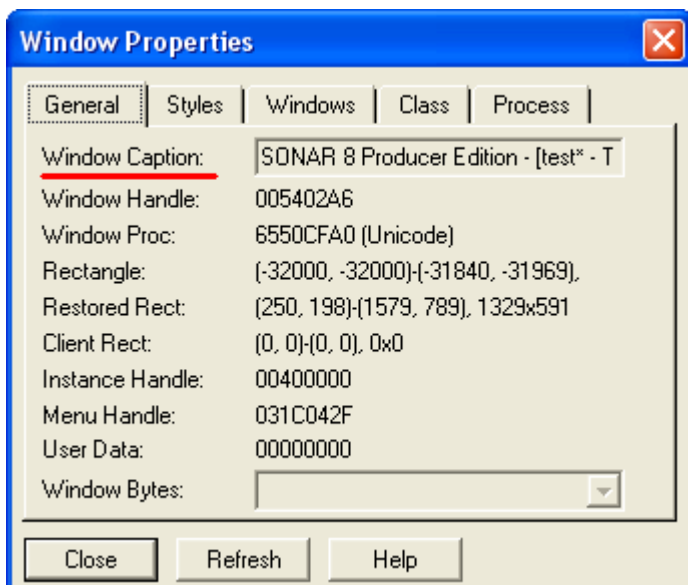 Window Properties
General Styles Windows Class Process
Window Caption: SONAR 8 Producer Edition - [test* - T
Window Handle: 005402A6
Window Proc: 6550CFA0 (Unicode)
Rectangle: (-32000, -32000)-(-31840, -31969),
Restored Rect: (250, 198)-(1579, 789), 1329x591
Client Rect: (0, 0)-(0, 0), 0x0
Instance Handle: 00400000
Menu Handle: 031C042F
User Data: 00000000
Window Bytes:
Close Refresh Help